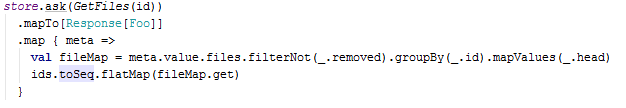 store.ask(GetFiles(id))
.mapTo[Response[Foo]]
.map { meta =>
val fileMap = meta.value.files.filterNot(_.removed).groupBy(_.id).mapValues(_.head)
ids.toSeq.flatMap(fileMap.get)
}